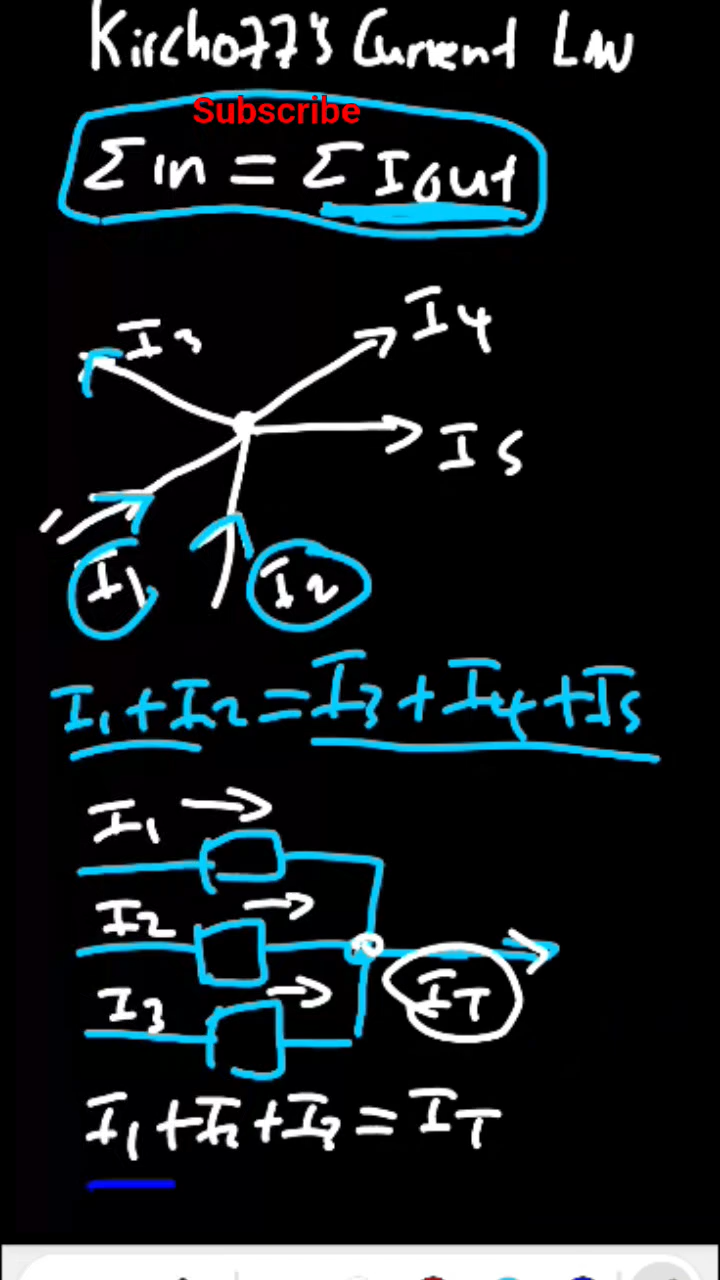 Kircho77's Current LAW
Subscribe
Σ in = Σ Iout
I3
I4
I5
I1
I2
I1+I2=I3+I4+I5
I1
I2
I3
IT
I1+I2+I3=IT